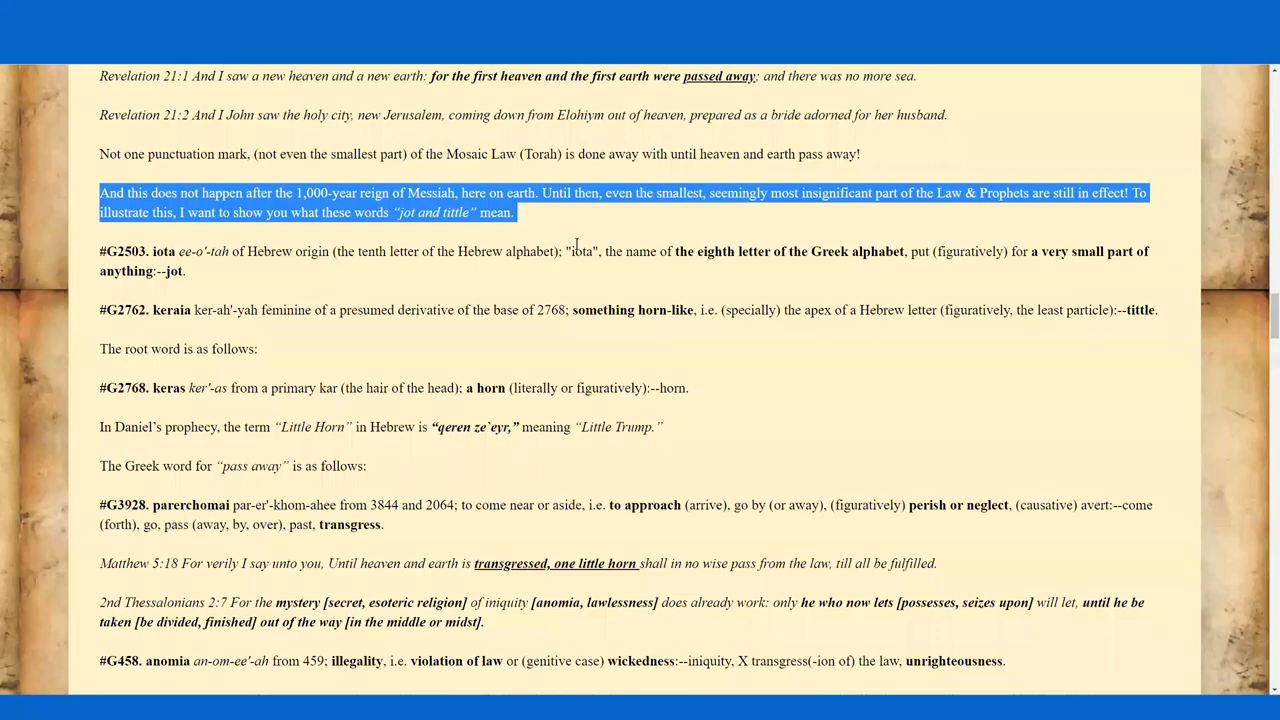 Revelation 21:1 And I saw a new heaven and a new earth: for the first heaven and the first earth were passed away; and there was no more sea.
Revelation 21:2 And I John saw the holy city, new Jerusalem, coming down from Elohiym out of heaven, prepared as a bride adorned for her husband.
Not one punctuation mark, (not even the smallest part) of the Mosaic Law (Torah) is done away with until heaven and earth pass away!
And this does not happen after the 1,000-year reign of Messiah, here on earth. Until then, even the smallest, seemingly most insignificant part of the Law & Prophets are still in effect! To
illustrate this, I want to show you what these words “jot and tittle” mean.
#G2503. iota ee-o'-tah of Hebrew origin (the tenth letter of the Hebrew alphabet); "iota", the name of the eighth letter of the Greek alphabet, put (figuratively) for a very small part of
anything:--jot.
#G2762. keraia ker-ah'-yah feminine of a presumed derivative of the base of 2768; something horn-like, i.e. (specially) the apex of a Hebrew letter (figuratively, the least particle):--tittle.
The root word is as follows:
#G2768. keras ker'-as from a primary kar (the hair of the head); a horn (literally or figuratively):--horn.
In Daniel’s prophecy, the term “Little Horn” in Hebrew is “qeren ze`eyr,” meaning “Little Trump.”
The Greek word for “pass away” is as follows:
#G3928. parerchomai par-er'-khom-ahee from 3844 and 2064; to come near or aside, i.e. to approach (arrive), go by (or away), (figuratively) perish or neglect, (causative) avert:--come
(forth), go, pass (away, by, over), past, transgress.
Matthew 5:18 For verily I say unto you, Until heaven and earth is transgressed, one little horn shall in no wise pass from the law, till all be fulfilled.
2nd Thessalonians 2:7 For the mystery [secret, esoteric religion] of iniquity [anomia, lawlessness] does already work: only he who now lets [possesses, seizes upon] will let, until he be
taken [be divided, finished] out of the way [in the middle or midst].
#G458. anomia an-om-ee'-ah from 459; illegality, i.e. violation of law or (genitive case) wickedness:--iniquity, X transgress(-ion of) the law, unrighteousness.